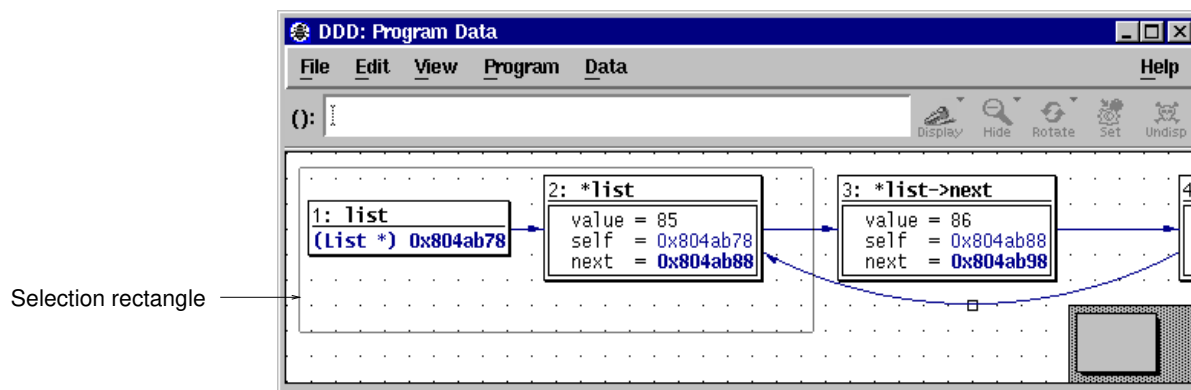 DDD: Program Data
File Edit View Program Data Help
():
Display Hide Rotate Set Undisp
1: list
(List *) 0x804ab78
2: *list
value = 85
self = 0x804ab78
next = 0x804ab88
3: *list->next
value = 86
self = 0x804ab88
next = 0x804ab98
4
Selection rectangle